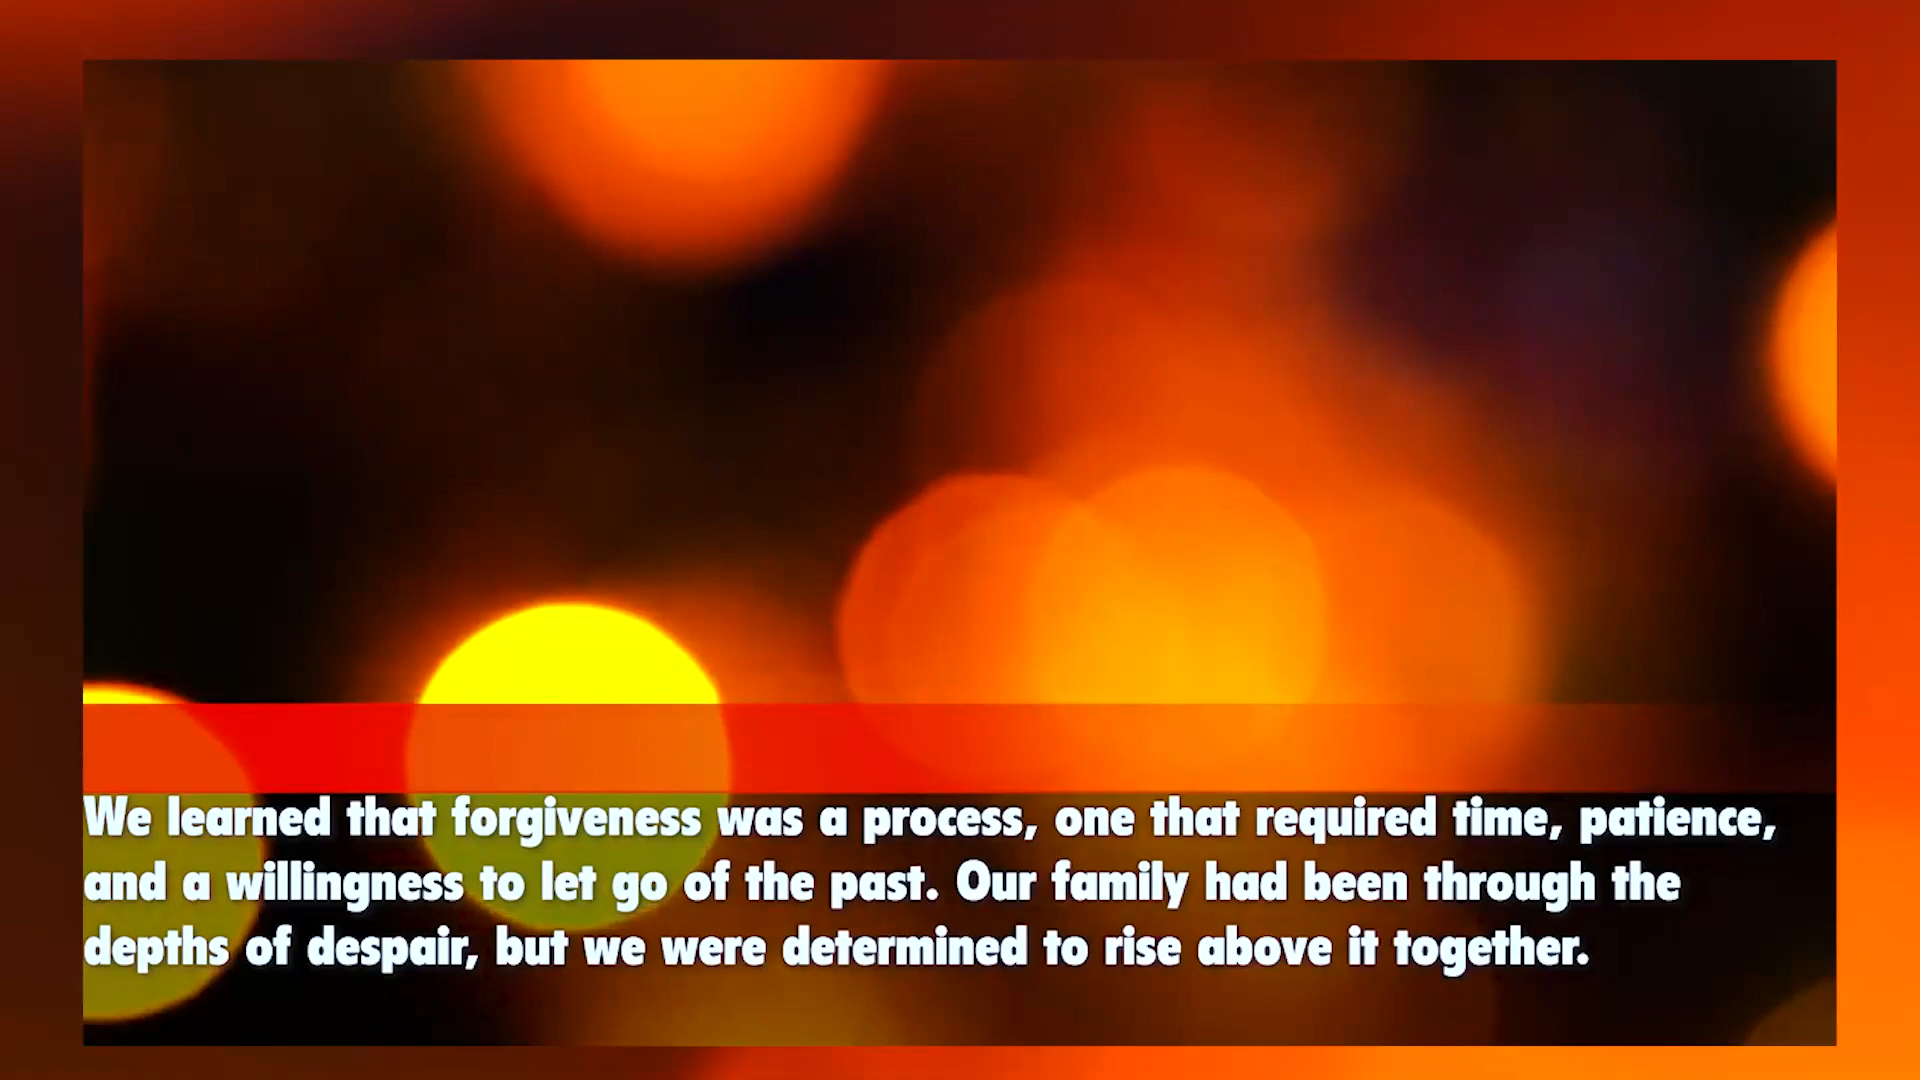 We learned that forgiveness was a process, one that required time, patience,
and a willingness to let go of the past. Our family had been through the
depths of despair, but we were determined to rise above it together.